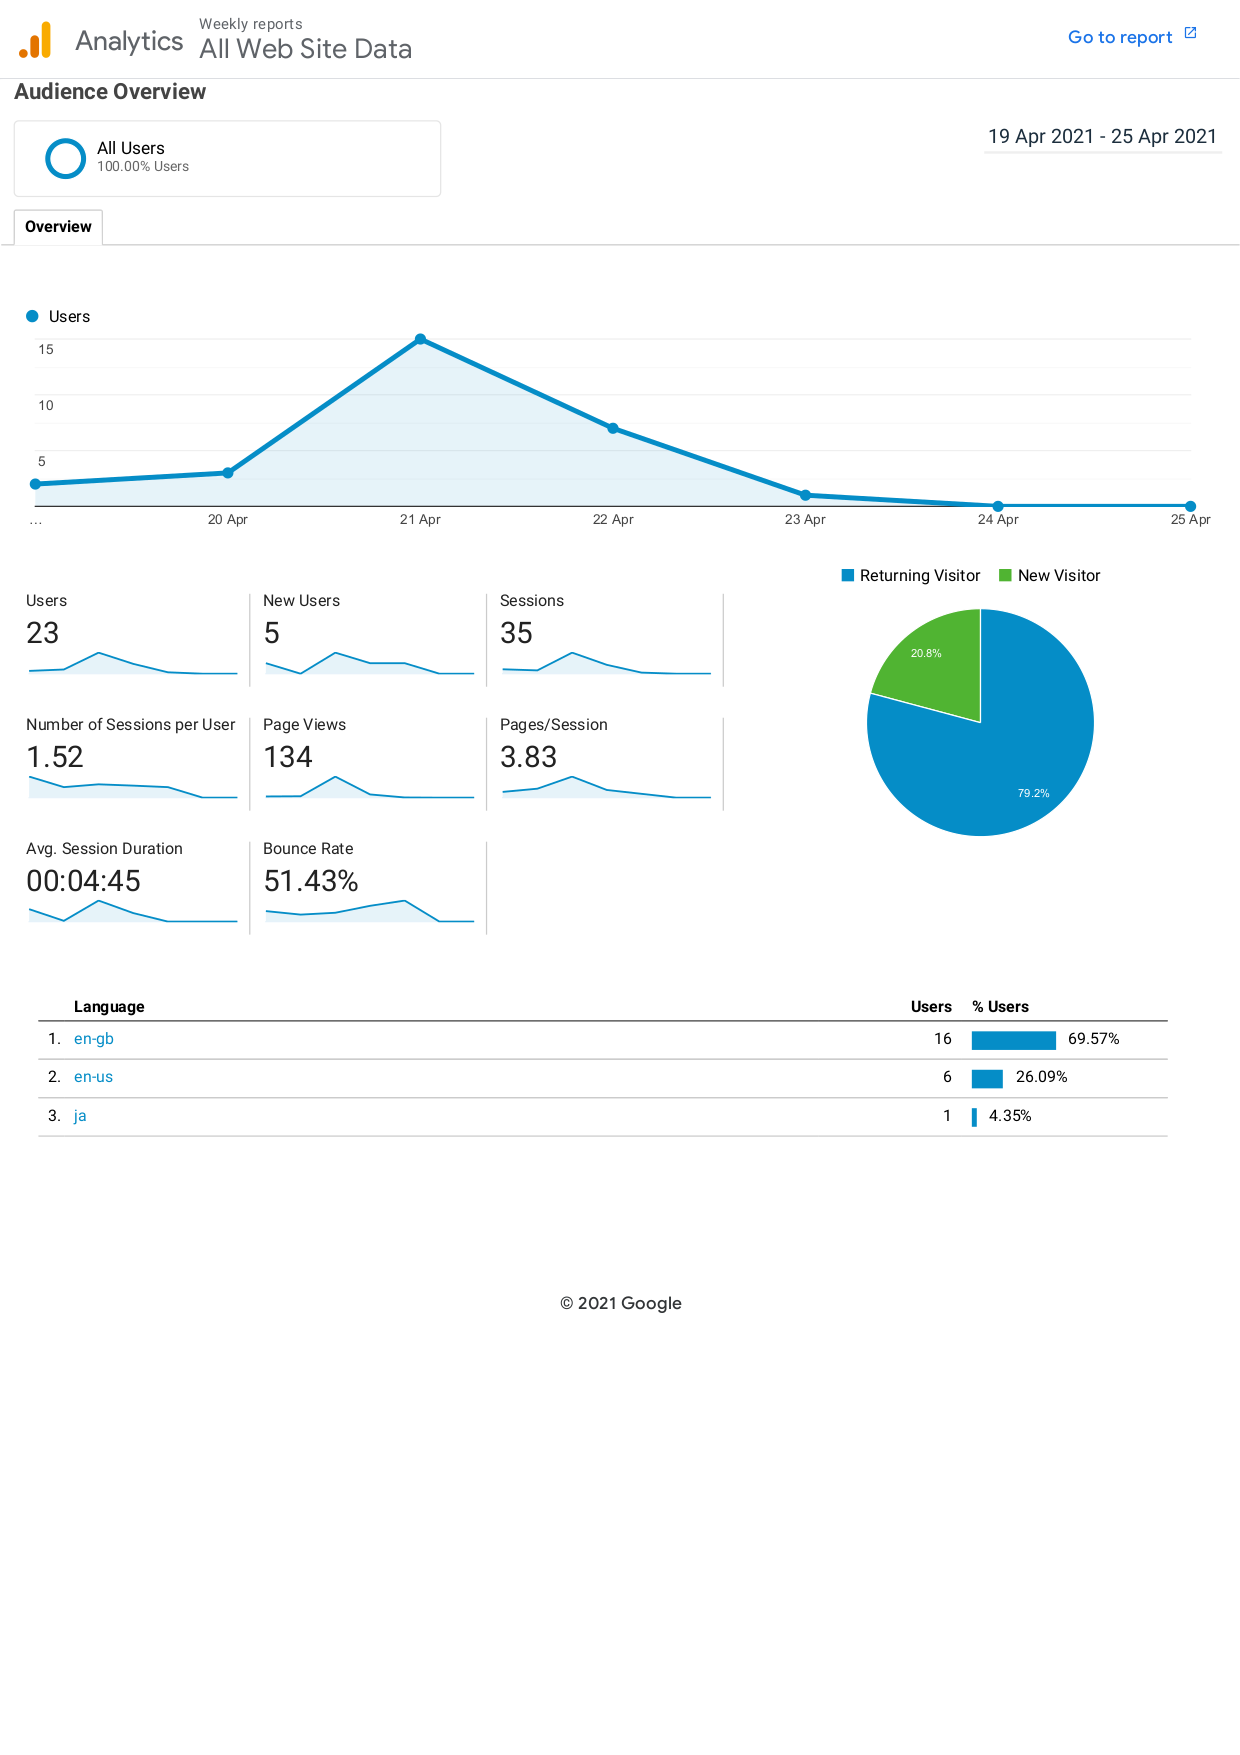 Analytics
Weekly reports
All Web Site Data
Go to report
Audience Overview
All Users
100.00% Users
19 Apr 2021 - 25 Apr 2021
Overview
Users
15
10
5
...
20 Apr
21 Apr
22 Apr
23 Apr
24 Apr
25 Apr
Returning Visitor
New Visitor
20.8%
79.2%
Users
23
New Users
5
Sessions
35
Number of Sessions per User
1.52
Page Views
134
Pages/Session
3.83
Avg. Session Duration
00:04:45
Bounce Rate
51.43%
Language Users % Users
1. en-gb 16 69.57%
2. en-us 6 26.09%
3. ja 1 4.35%
© 2021 Google